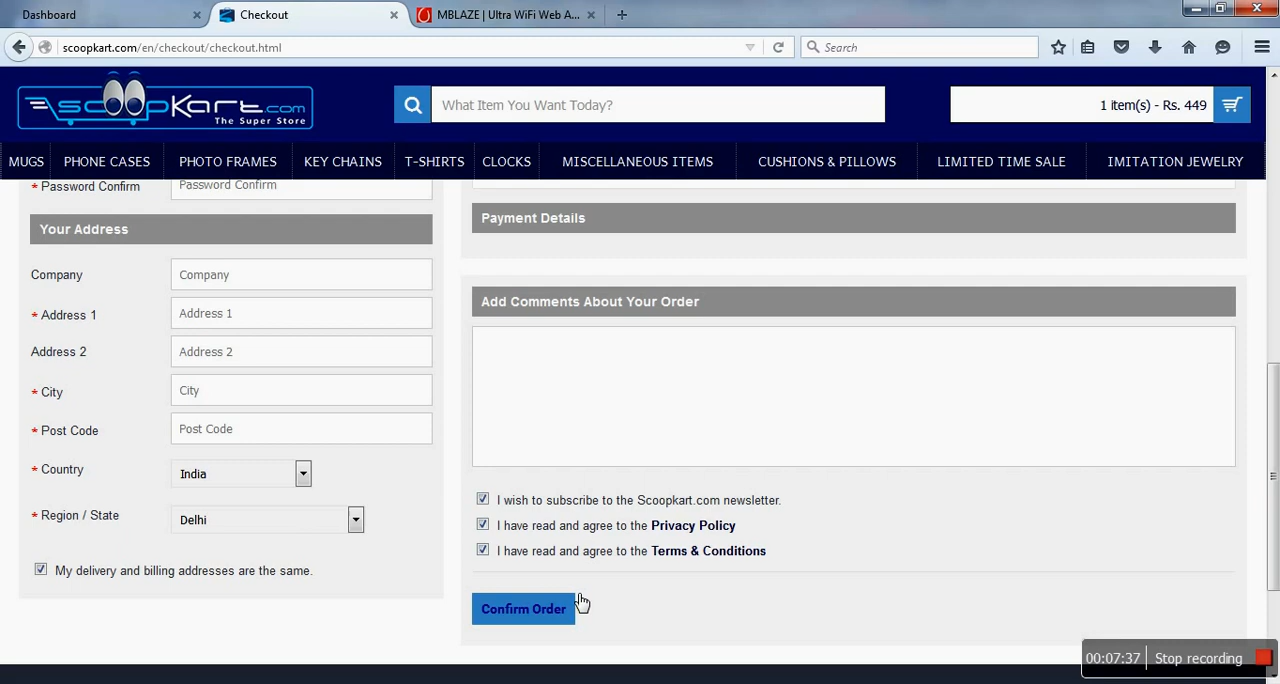 Dashboard
Checkout
MBLAZE | Ultra WiFi Web A...
scoopkart.com/en/checkout/checkout.html
Search
scoopKart.com
The Super Store
What Item You Want Today?
1 item(s) - Rs. 449
MUGS
PHONE CASES
PHOTO FRAMES
KEY CHAINS
T-SHIRTS
CLOCKS
MISCELLANEOUS ITEMS
CUSHIONS & PILLOWS
LIMITED TIME SALE
IMITATION JEWELRY
* Password Confirm
Password Confirm
Your Address
Company
Company
* Address 1
Address 1
Address 2
Address 2
* City
City
* Post Code
Post Code
* Country
India
* Region / State
Delhi
My delivery and billing addresses are the same.
Payment Details
Add Comments About Your Order
I wish to subscribe to the Scoopkart.com newsletter.
I have read and agree to the Privacy Policy
I have read and agree to the Terms & Conditions
Confirm Order
00:07:37
Stop recording